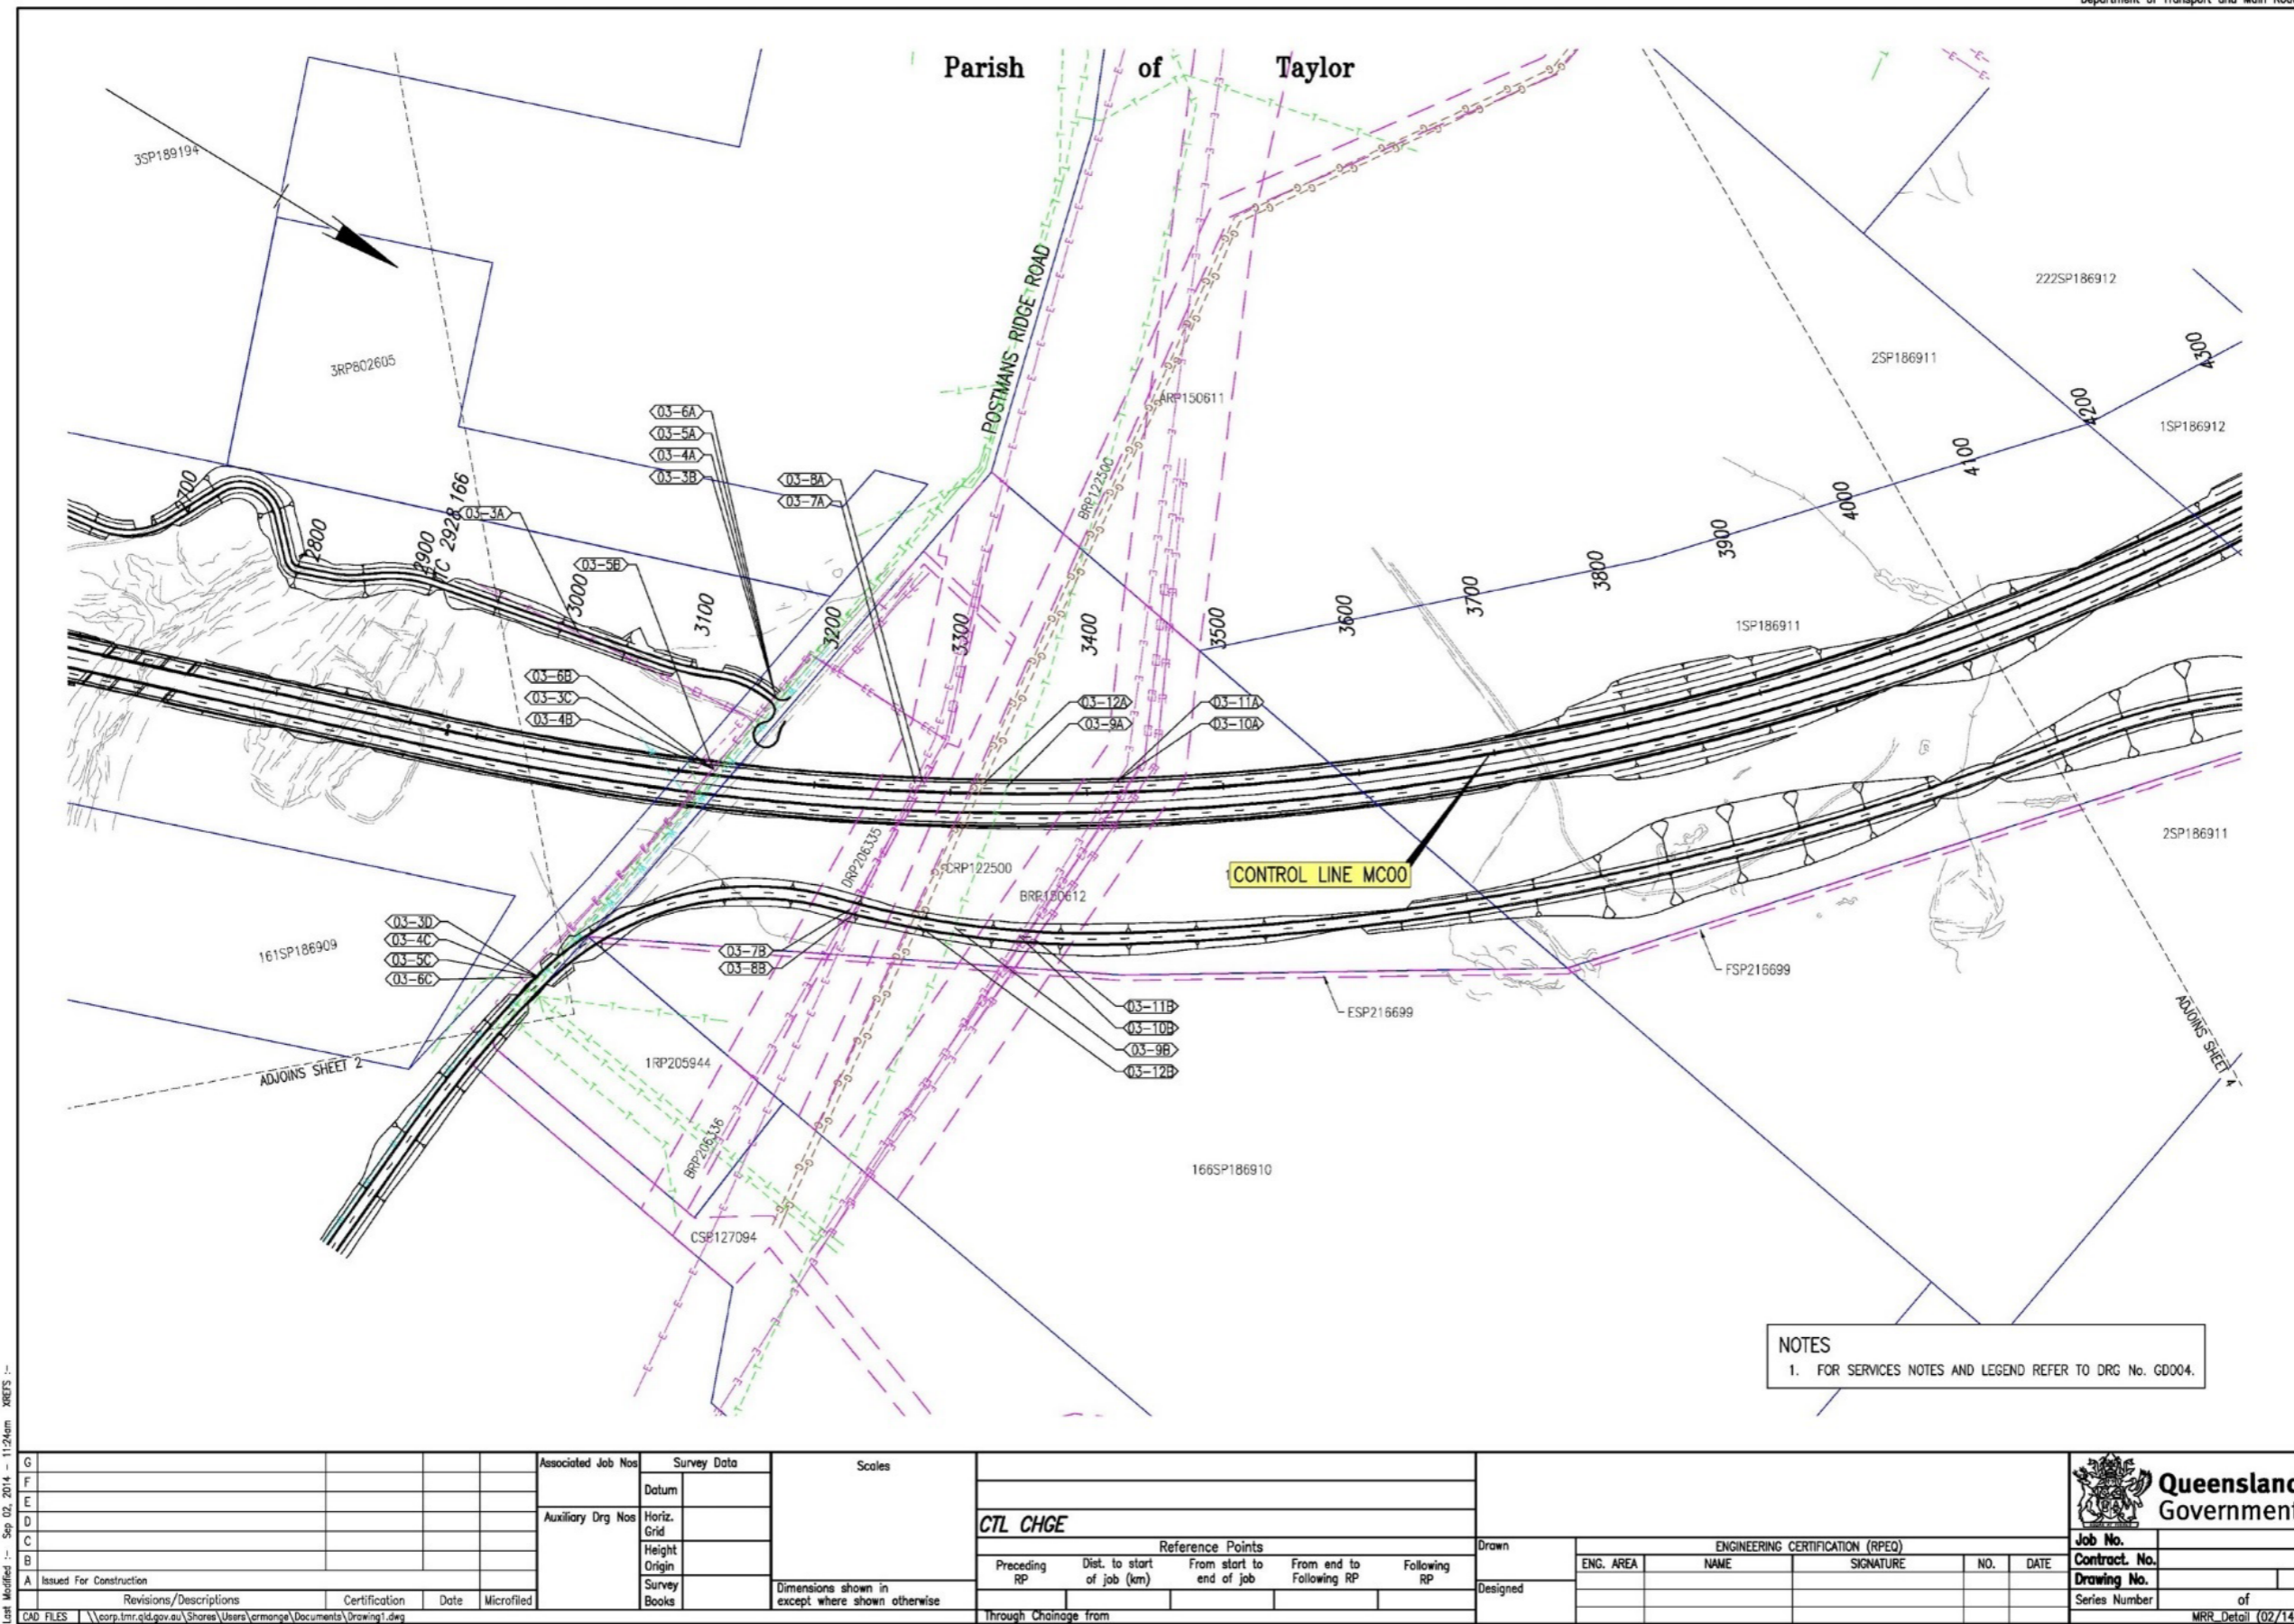 Parish of Taylor
3SP189194
3RP802605
POSTMANS RIDGE ROAD
ARP150611
BRP122500
222SP186912
2SP186911
1SP186912
4300
4200
4100
4000
3900
3800
3700
3600
3500
3400
3300
3200
3100
3000
2900
TC 2928.166
2800
03-6A
03-5A
03-4A
03-3B
03-8A
03-7A
03-3A
03-5B
1SP186911
03-6B
03-3C
03-4B
03-12A
03-9A
03-11A
03-10A
DRP206335
CRP122500
BRP150612
CONTROL LINE MC00
2SP186911
161SP186909
03-3D
03-4C
03-5C
03-6C
03-7B
03-8B
FSP216699
ESP216699
03-11B
03-10B
03-9B
03-12B
ADJOINS SHEET 2
ADJOINS SHEET 4
1RP205944
BRP206336
166SP186910
CSP127094
NOTES
1. FOR SERVICES NOTES AND LEGEND REFER TO DRG No. GD004.
Last Modified :- Sep 02, 2014 - 11:24am XREFS :-
G
F
E
D
C
B
A Issued For Construction
Revisions/Descriptions Certification Date Microfilmed
CAD FILES \\corp.tmr.qld.gov.au\Shares\Users\armange\Documents\Drawing1.dwg
Associated Job Nos
Auxiliary Drg Nos
Survey Data
Datum
Horiz. Grid
Height Origin
Survey Books
Scales
Dimensions shown in
except where shown otherwise
CTL CHGE
Reference Points
Preceding RP
Dist. to start of job (km)
From start to end of job
From end to Following RP
Following RP
Through Chainage from
Drawn
Designed
ENGINEERING CERTIFICATION (RPEQ)
ENG. AREA NAME SIGNATURE NO. DATE
Queensland
Government
Job No.
Contract. No.
Drawing No.
Series Number of
MRR_Detail (02/14